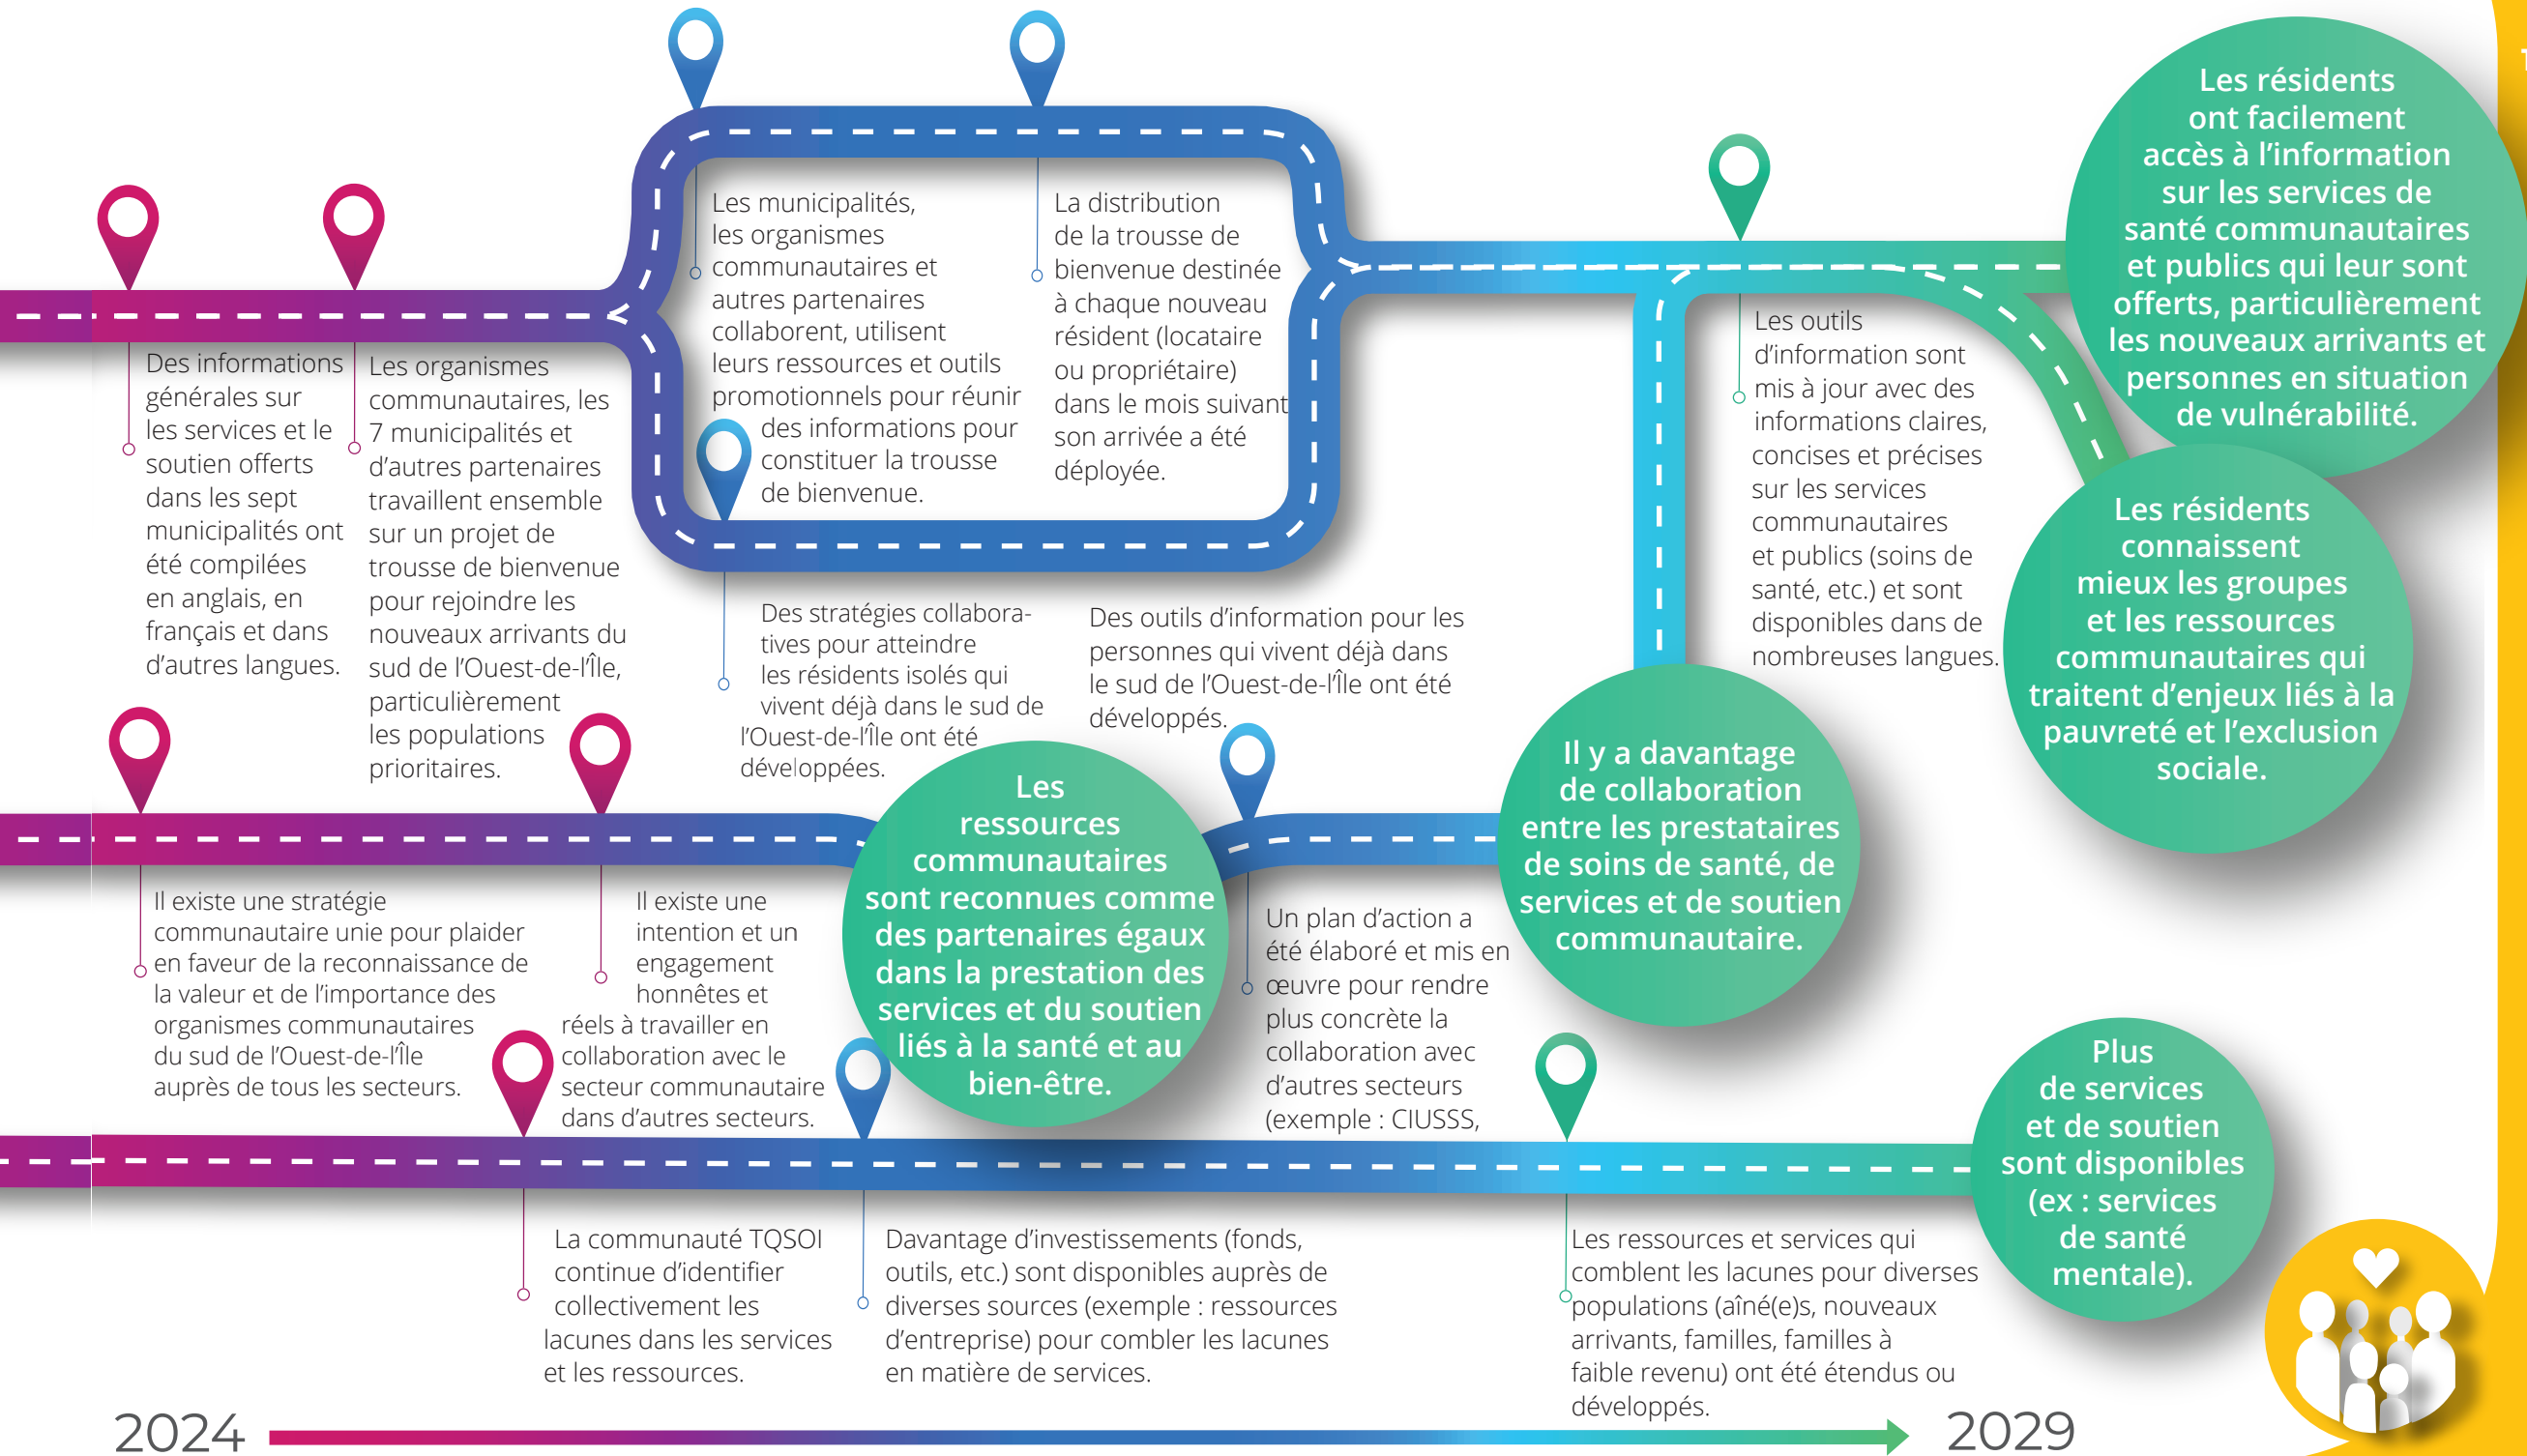 Des informations
générales sur
les services et le
soutien offerts
dans les sept
municipalités ont
été compilées
en anglais, en
français et dans
d'autres langues.
Les organismes
communautaires, les
7 municipalités et
d'autres partenaires
travaillent ensemble
sur un projet de
trousse de bienvenue
pour rejoindre les
nouveaux arrivants du
sud de l'Ouest-de-l'Île,
particulièrement
les populations
prioritaires.
Les municipalités,
les organismes
communautaires et
autres partenaires
collaborent, utilisent
leurs ressources et outils
promotionnels pour réunir
des informations pour
constituer la trousse
de bienvenue.
La distribution
de la trousse de
bienvenue destinée
à chaque nouveau
résident (locataire
ou propriétaire)
dans le mois suivant
son arrivée a été
déployée.
Des stratégies collabora-
tives pour atteindre
les résidents isolés qui
vivent déjà dans le sud de
l'Ouest-de-l'Île ont été
développées.
Des outils d'information pour les
personnes qui vivent déjà dans
le sud de l'Ouest-de-l'Île ont été
développés.
Les outils
d'information sont
mis à jour avec des
informations claires,
concises et précises
sur les services
communautaires
et publics (soins de
santé, etc.) et sont
disponibles dans de
nombreuses langues.
Les résidents
ont facilement
accès à l'information
sur les services de
santé communautaires
et publics qui leur sont
offerts, particulièrement
les nouveaux arrivants et
personnes en situation
de vulnérabilité.
Les résidents
connaissent
mieux les groupes
et les ressources
communautaires qui
traitent d'enjeux liés à la
pauvreté et l'exclusion
sociale.
Il existe une stratégie
communautaire unie pour plaider
en faveur de la reconnaissance de
la valeur et de l'importance des
organismes communautaires
du sud de l'Ouest-de-l'Île
auprès de tous les secteurs.
Il existe une
intention et un
engagement
honnêtes et
réels à travailler en
collaboration avec le
secteur communautaire
dans d'autres secteurs.
Les
ressources
communautaires
sont reconnues comme
des partenaires égaux
dans la prestation des
services et du soutien
liés à la santé et au
bien-être.
Un plan d'action a
été élaboré et mis en
œuvre pour rendre
plus concrète la
collaboration avec
d'autres secteurs
(exemple : CIUSSS,
Il y a davantage
de collaboration
entre les prestataires
de soins de santé, de
services et de soutien
communautaire.
La communauté TQSOI
continue d'identifier
collectivement les
lacunes dans les services
et les ressources.
Davantage d'investissements (fonds,
outils, etc.) sont disponibles auprès de
diverses sources (exemple : ressources
d'entreprise) pour combler les lacunes
en matière de services.
Les ressources et services qui
comblent les lacunes pour diverses
populations (aîné(e)s, nouveaux
arrivants, familles, familles à
faible revenu) ont été étendus ou
développés.
Plus
de services
et de soutien
sont disponibles
(ex : services
de santé
mentale).
2024
2029